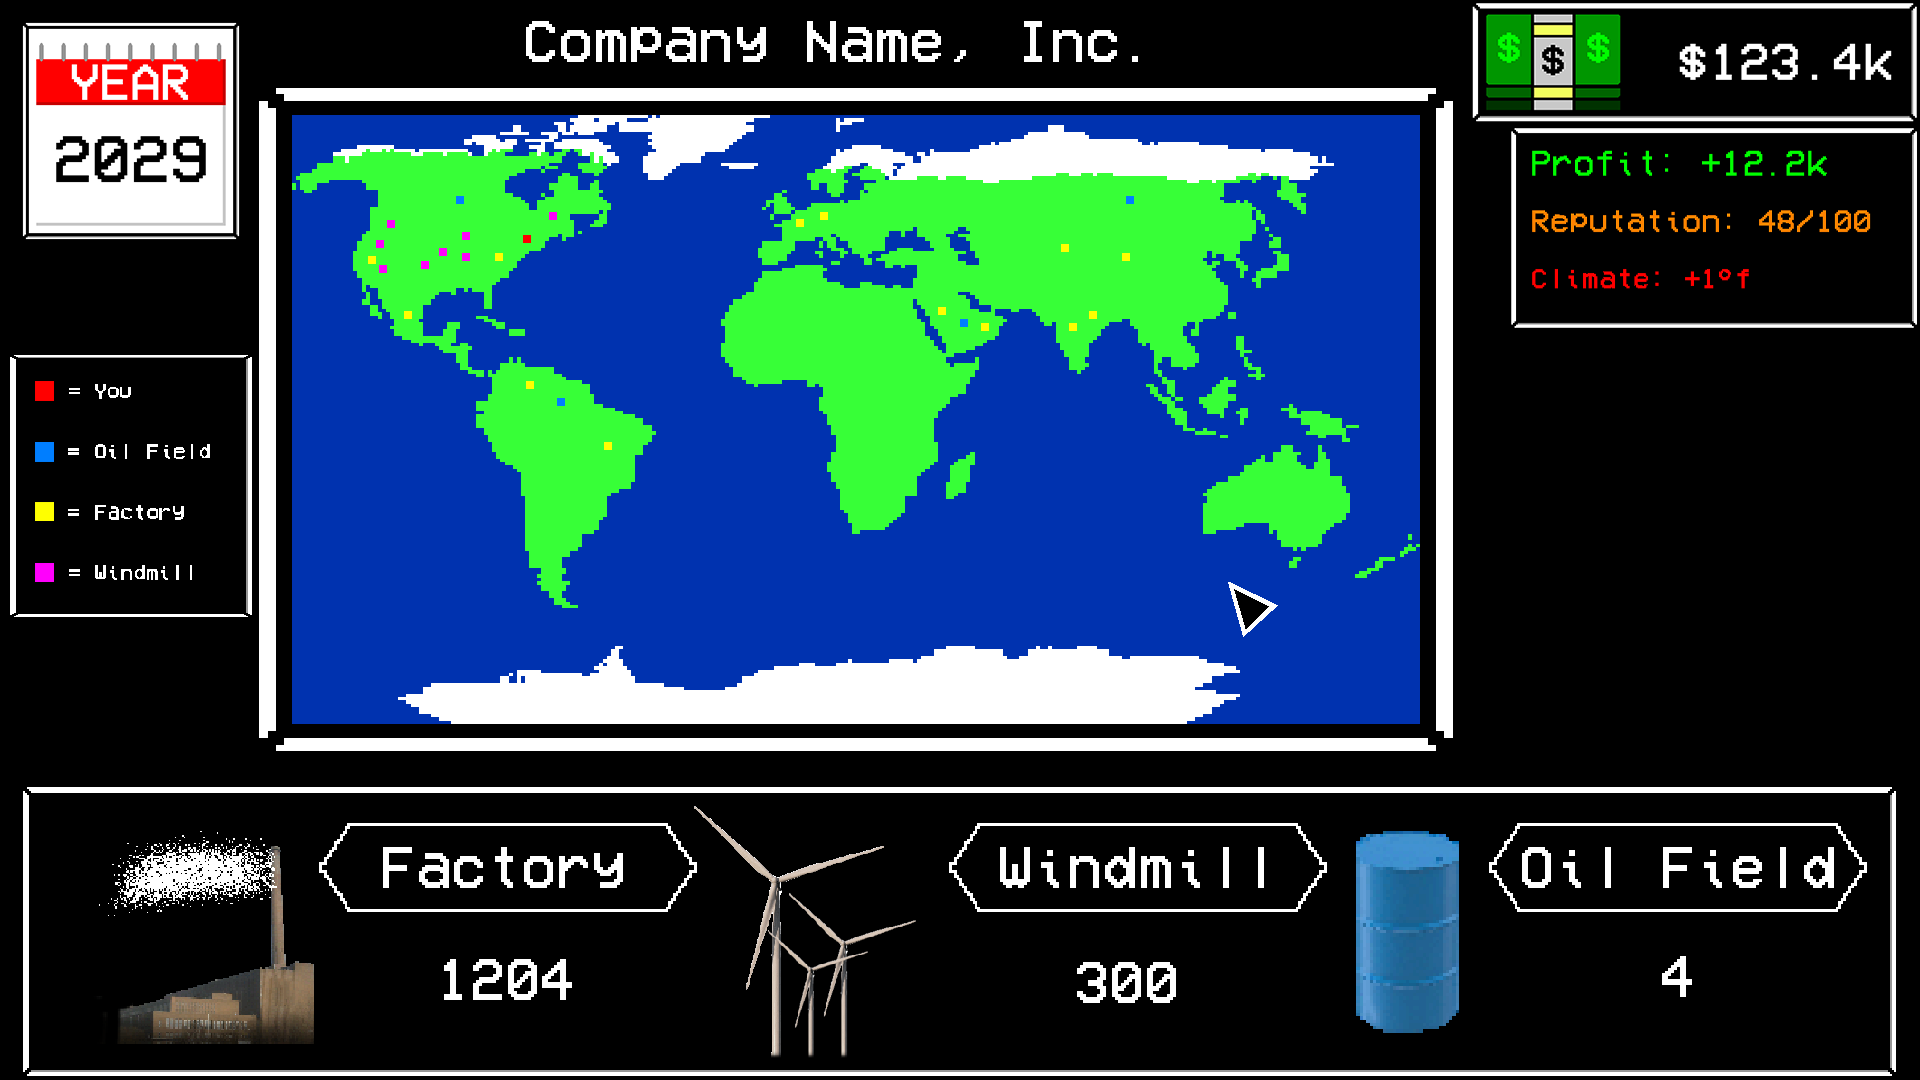 Company Name, Inc.
YEAR
2029
$ $ $
$123.4k
Profit: +12.2k
Reputation: 48/100
Climate: +1°f
= You
= Oil Field
= Factory
= Windmill
Factory
1204
Windmill
300
Oil Field
4